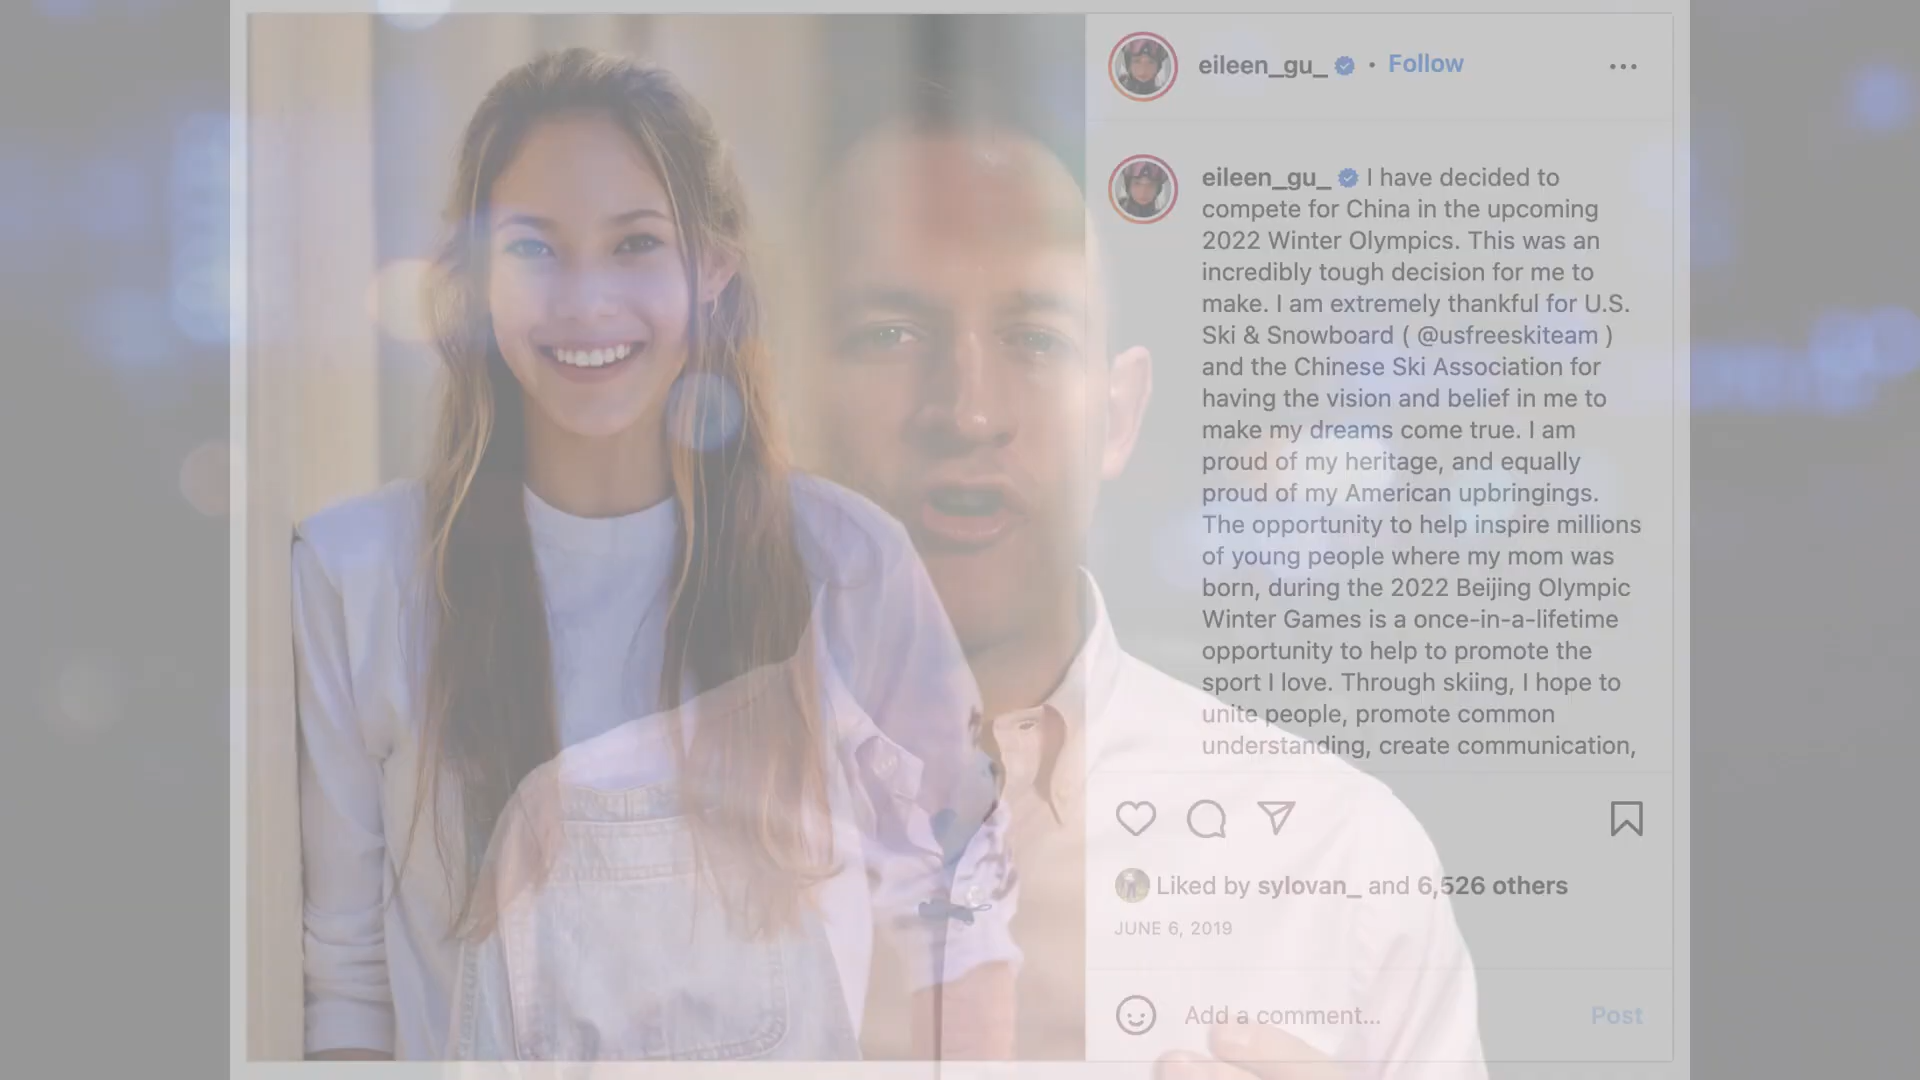 eileen_gu_ • Follow
eileen_gu_ I have decided to
compete for China in the upcoming
2022 Winter Olympics. This was an
incredibly tough decision for me to
make. I am extremely thankful for U.S.
Ski & Snowboard ( @usfreeskiteam )
and the Chinese Ski Association for
having the vision and belief in me to
make my dreams come true. I am
proud of my heritage, and equally
proud of my American upbringings.
The opportunity to help inspire millions
of young people where my mom was
born, during the 2022 Beijing Olympic
Winter Games is a once-in-a-lifetime
opportunity to help to promote the
sport I love. Through skiing, I hope to
unite people, promote common
understanding, create communication,
Liked by sylovan_ and 6,526 others
JUNE 6, 2019
Add a comment... Post